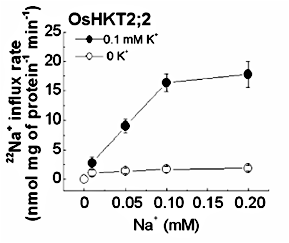 OsHKT2;2
0.1 mM K⁺
0 K⁺
25
20
15
10
5
0
²²Na⁺ influx rate
(nmol mg of protein⁻¹ min⁻¹)
0 0.05 0.10 0.15 0.20
Na⁺ (mM)